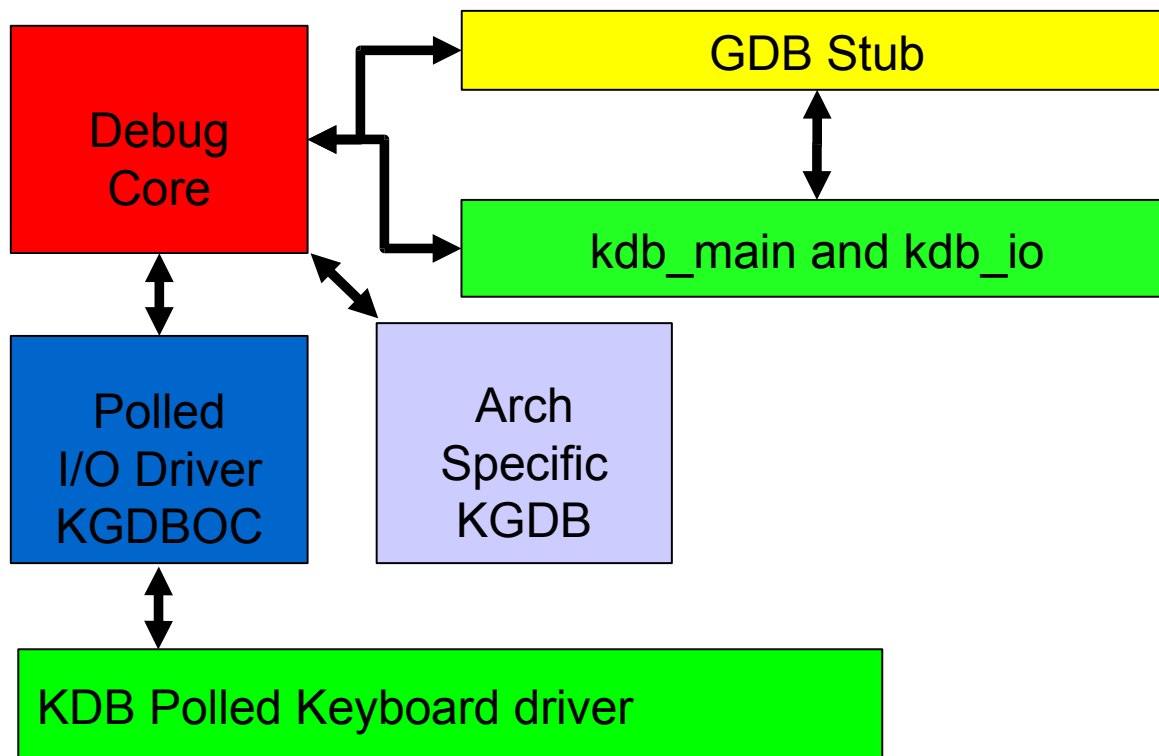 Debug
Core
GDB Stub
kdb_main and kdb_io
Polled
I/O Driver
KGDBOC
Arch
Specific
KGDB
KDB Polled Keyboard driver